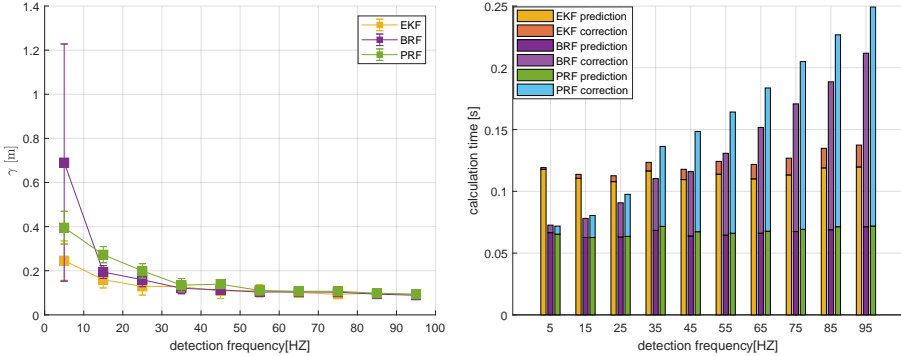 1.4
1.2
1
0.8
0.6
0.4
0.2
0
γ [m]
0 10 20 30 40 50 60 70 80 90 100
detection frequency[HZ]
EKF
BRF
PRF
0.25
0.2
0.15
0.1
0.05
0
calculation time [s]
5 15 25 35 45 55 65 75 85 95
detection frequency[HZ]
EKF prediction
EKF correction
BRF prediction
BRF correction
PRF prediction
PRF correction